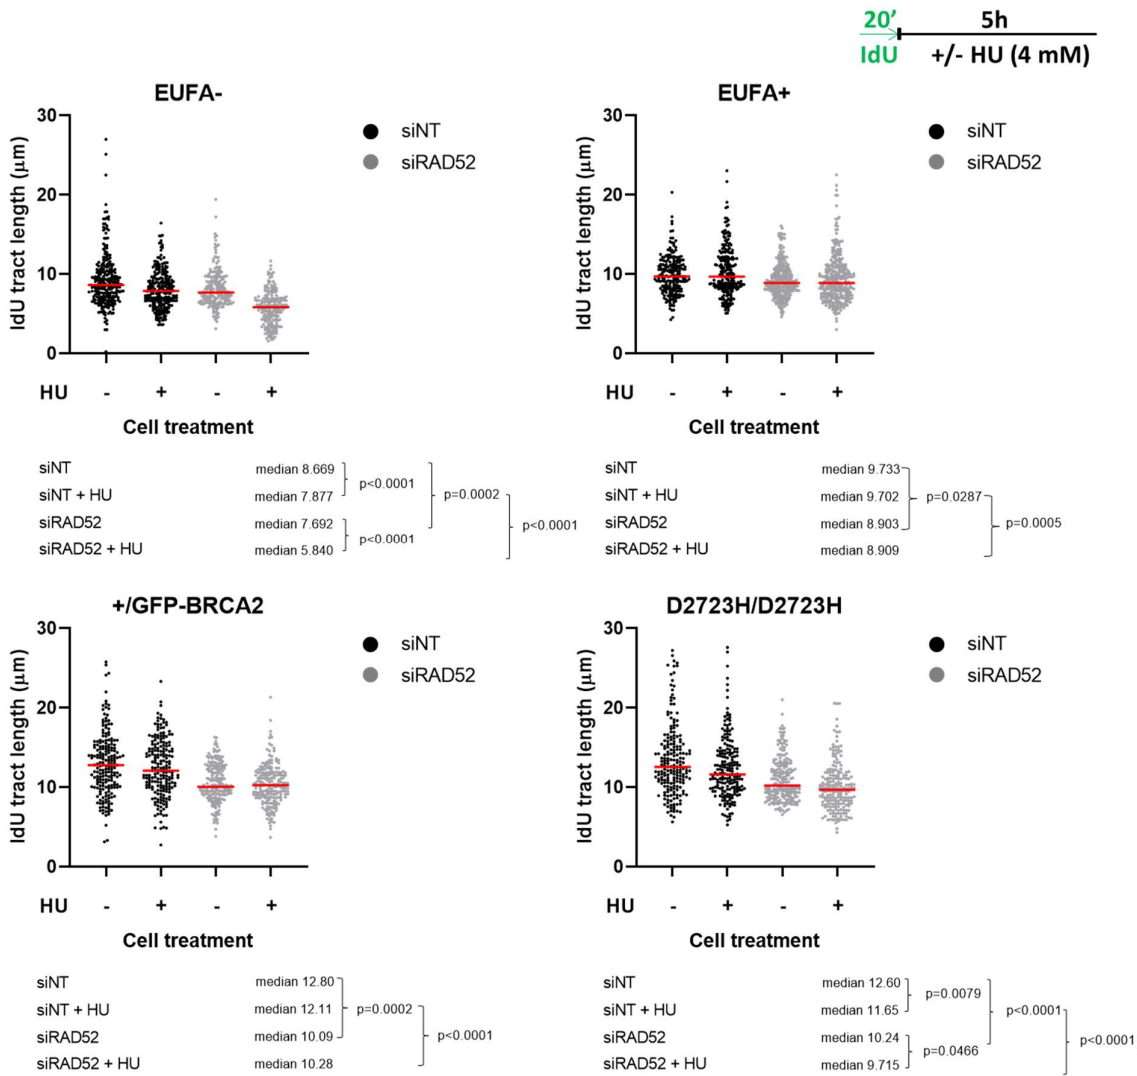 20’ 5h
IdU +/- HU (4 mM)
EUFA-
30
20
10
0
IdU tract length (µm)
siNT
siRAD52
HU - + - +
Cell treatment
siNT median 8.669
siNT + HU median 7.877
siRAD52 median 7.692
siRAD52 + HU median 5.840
p<0.0001
p<0.0001
p=0.0002
p<0.0001
EUFA+
30
20
10
0
IdU tract length (µm)
siNT
siRAD52
HU - + - +
Cell treatment
siNT median 9.733
siNT + HU median 9.702
siRAD52 median 8.903
siRAD52 + HU median 8.909
p=0.0287
p=0.0005
+/GFP-BRCA2
30
20
10
0
IdU tract length (µm)
siNT
siRAD52
HU - + - +
Cell treatment
siNT median 12.80
siNT + HU median 12.11
siRAD52 median 10.09
siRAD52 + HU median 10.28
p=0.0002
p<0.0001
D2723H/D2723H
30
20
10
0
IdU tract length (µm)
siNT
siRAD52
HU - + - +
Cell treatment
siNT median 12.60
siNT + HU median 11.65
siRAD52 median 10.24
siRAD52 + HU median 9.715
p=0.0079
p=0.0466
p<0.0001
p<0.0001